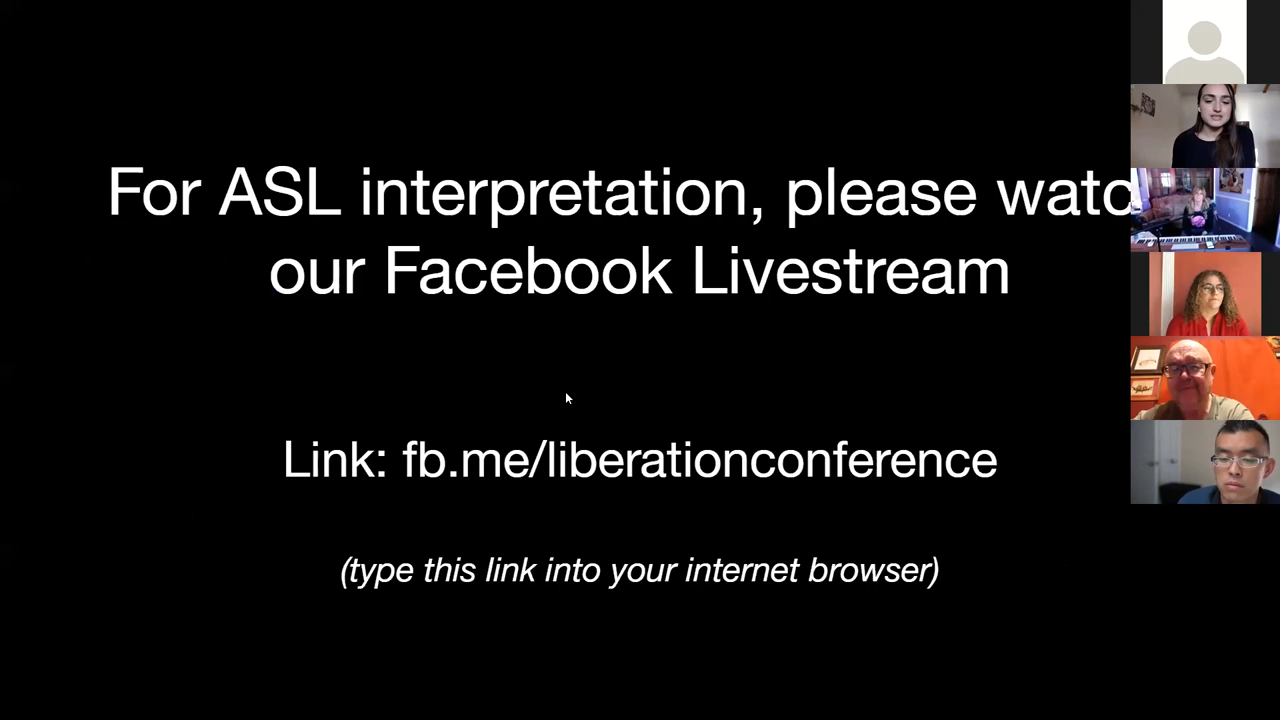 For ASL interpretation, please watc
our Facebook Livestream
Link: fb.me/liberationconference
(type this link into your internet browser)